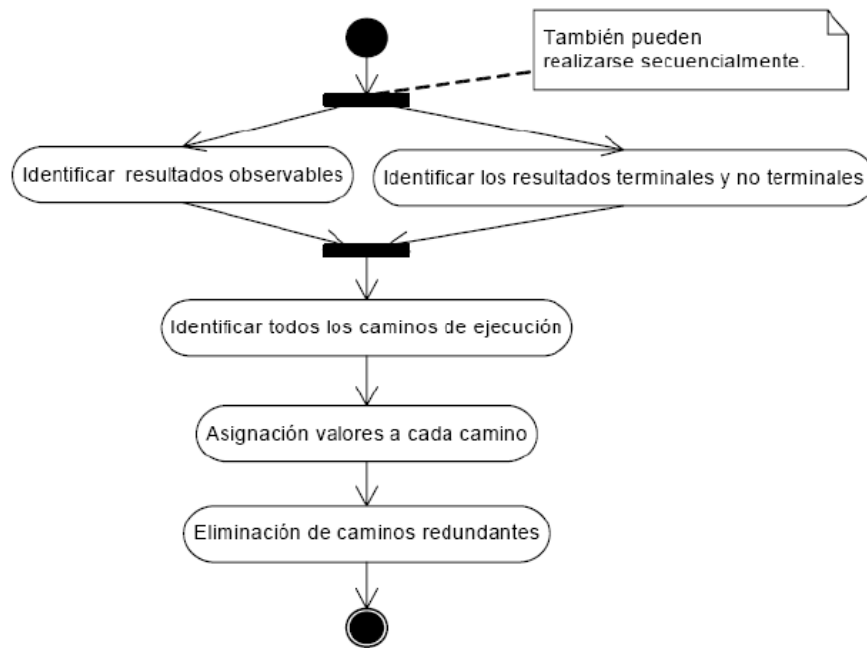 También pueden
realizarse secuencialmente.
Identificar resultados observables
Identificar los resultados terminales y no terminales
Identificar todos los caminos de ejecución
Asignación valores a cada camino
Eliminación de caminos redundantes